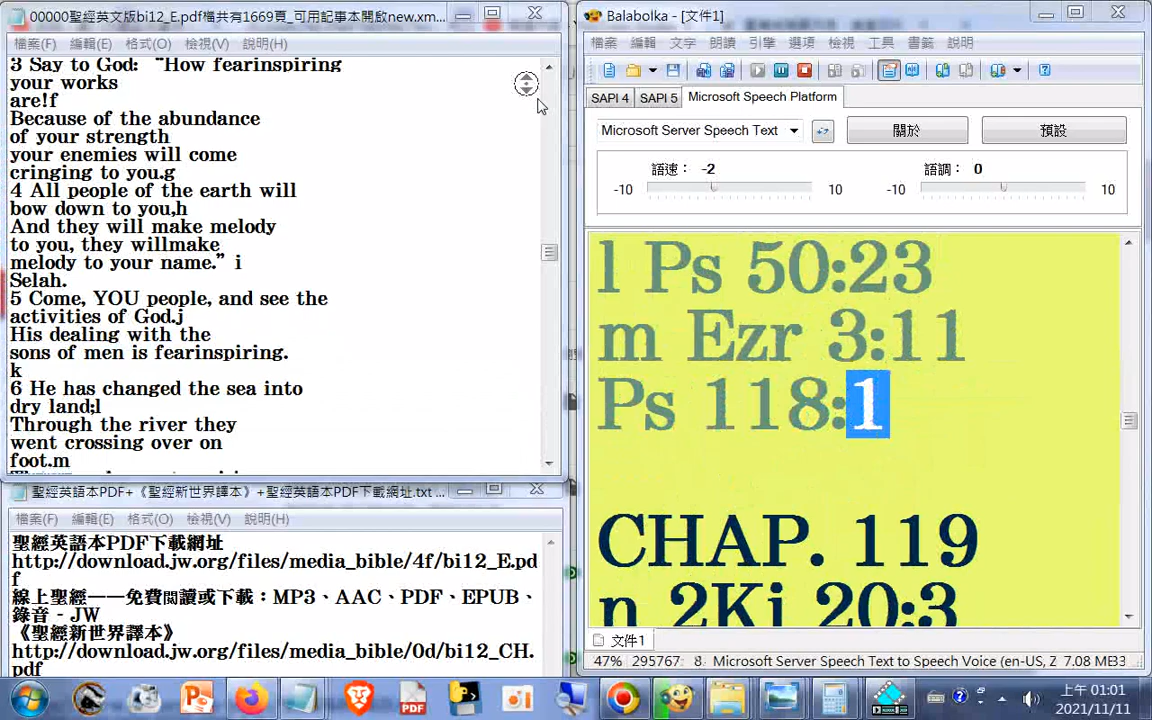 00000聖經英文版bi12_E.pdf檔共有1669頁_可用記事本開啟new.xm...
檔案(F) 編輯(E) 格式(O) 檢視(V) 說明(H)
3 Say to God: “How fearinspiring
your works
are!f
Because of the abundance
of your strength
your enemies will come
cringing to you.g
4 All people of the earth will
bow down to you,h
And they will make melody
to you, they willmake
melody to your name.” i
Selah.
5 Come, YOU people, and see the
activities of God.j
His dealing with the
sons of men is fearinspiring.
k
6 He has changed the sea into
dry land;l
Through the river they
went crossing over on
foot.m
聖經英語本PDF+《聖經新世界譯本》+聖經英語本PDF下載網址.txt ...
檔案(F) 編輯(E) 格式(O) 檢視(V) 說明(H)
聖經英語本PDF下載網址
http://download.jw.org/files/media_bible/4f/bi12_E.pd
f
線上聖經——免費閱讀或下載：MP3、AAC、PDF、EPUB、
錄音 - JW
《聖經新世界譯本》
http://download.jw.org/files/media_bible/0d/bi12_CH.
pdf
Balabolka - [文件1]
檔案 編輯 文字 朗讀 引擎 選項 檢視 工具 書籤 說明
SAPI 4 SAPI 5 Microsoft Speech Platform
Microsoft Server Speech Text 關於 預設
語速： -2 語調： 0
-10 10 -10 10
l Ps 50:23
m Ezr 3:11
Ps 118:1
CHAP. 119
n 2Ki 20:3
文件1
47% 295767: 8 Microsoft Server Speech Text to Speech Voice (en-US, Z 7.08 MB
上午 01:01
2021/11/11